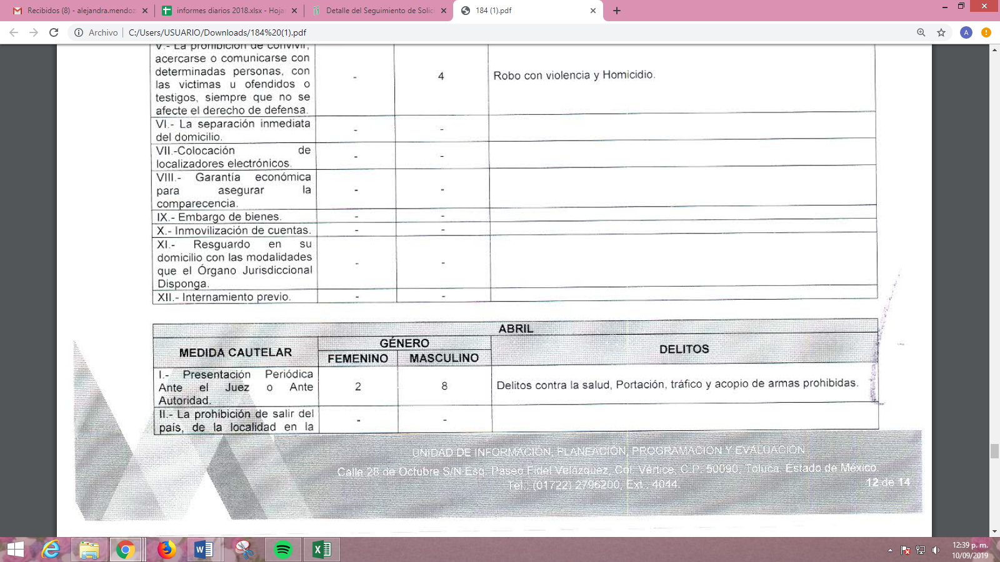 Recibidos (8) - alejandra.mendoz
informes diarios 2018.xlsx - Hoja
Detalle del Seguimiento de Solic
184 (1).pdf
Archivo
C:/Users/USUARIO/Downloads/184%20(1).pdf
A
V.- La prohibición de convivir,
acercarse o comunicarse con
determinadas personas, con
las victimas u ofendidos o
testigos, siempre que no se
afecte el derecho de defensa.
- 4 Robo con violencia y Homicidio.
VI.- La separación inmediata
del domicilio.
- -
VII.-Colocación de
localizadores electrónicos.
- -
VIII.- Garantía económica
para asegurar la
comparecencia.
- -
IX.- Embargo de bienes. - -
X.- Inmovilización de cuentas. - -
XI.- Resguardo en su
domicilio con las modalidades
que el Órgano Jurisdiccional
Disponga.
- -
XII.- Internamiento previo. - -
ABRIL
MEDIDA CAUTELAR
GÉNERO
FEMENINO MASCULINO
DELITOS
I.- Presentación Periódica
Ante el Juez o Ante
Autoridad.
2 8 Delitos contra la salud, Portación, tráfico y acopio de armas prohibidas.
II.- La prohibición de salir del
país, de la localidad en la
- -
UNIDAD DE INFORMACIÓN, PLANEACIÓN, PROGRAMACIÓN Y EVALUACIÓN
Calle 28 de Octubre S/N Esq. Paseo Fidel Velázquez, Col. Vértice, C.P. 50090, Toluca, Estado de México.
Tel.: (01722) 2796200, Ext.: 4044.
12 de 14
12:39 p. m.
10/09/2019